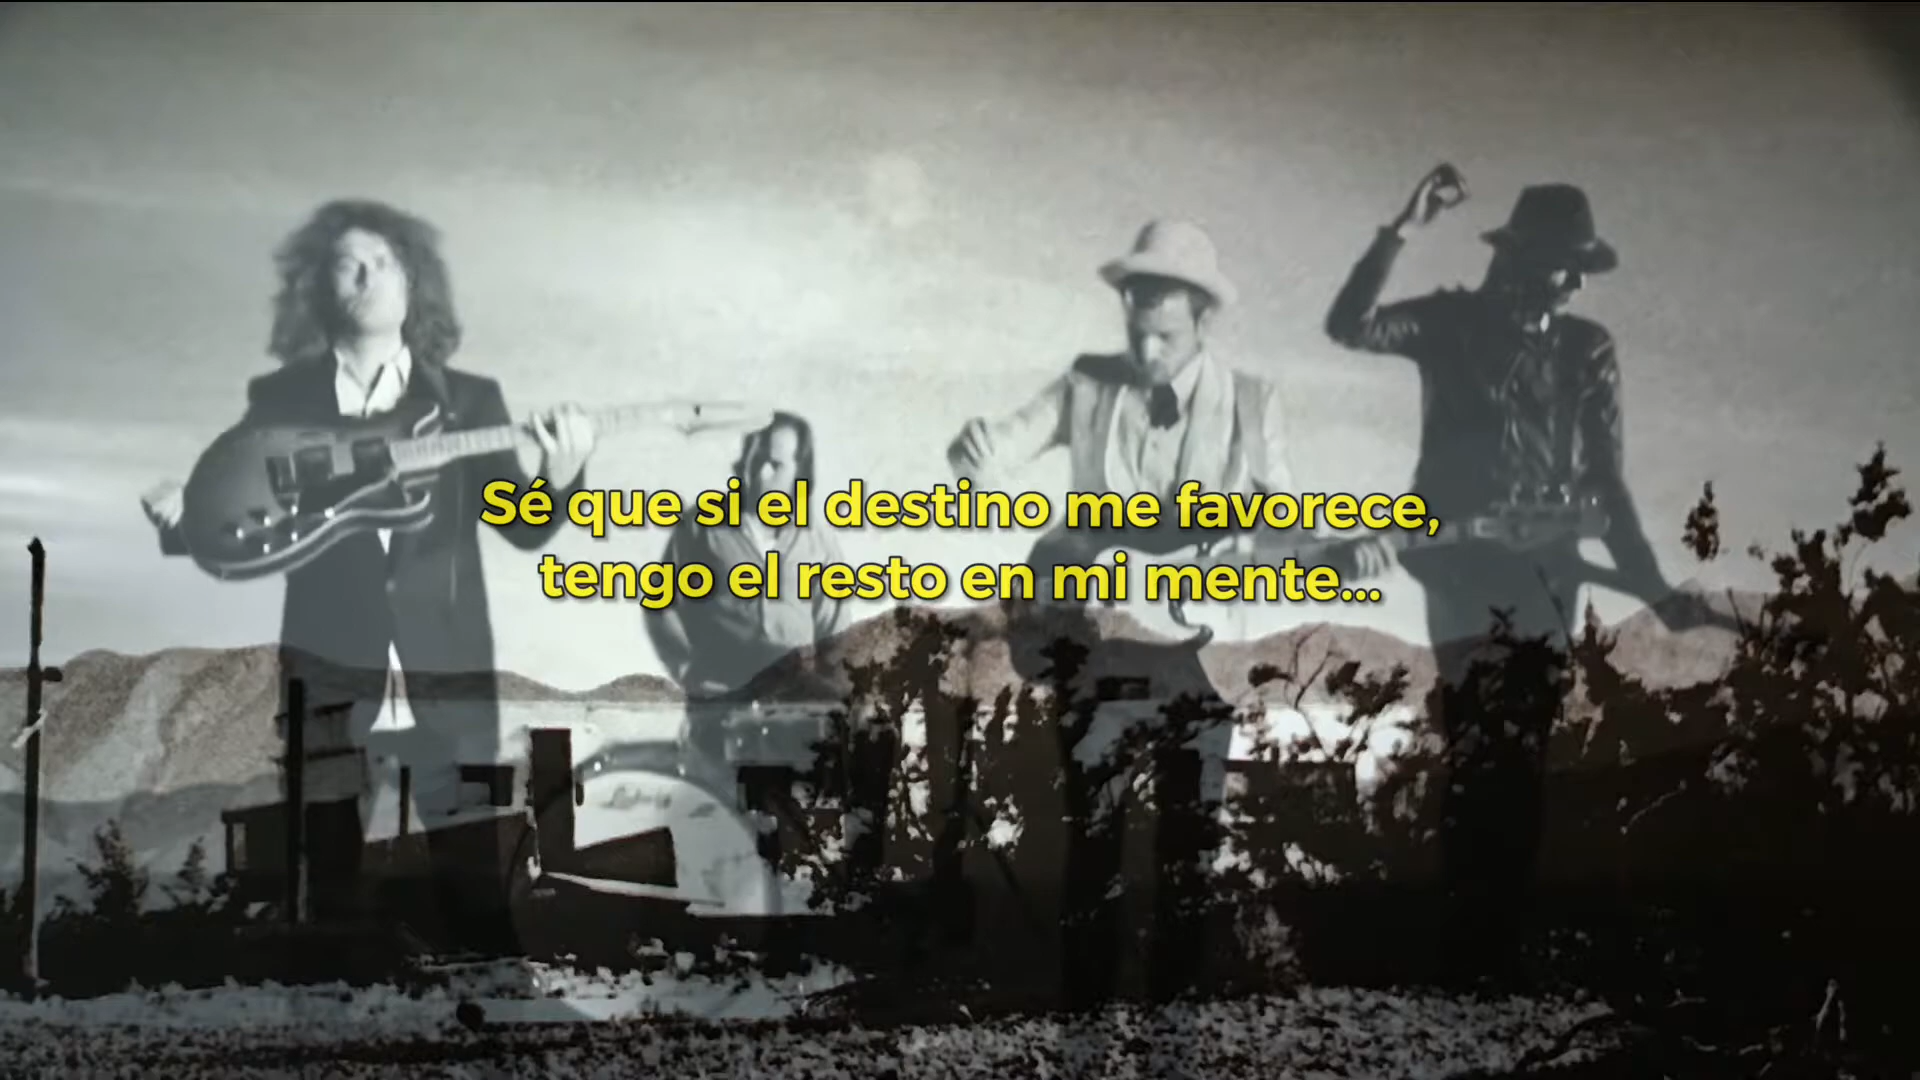 Sé que si el destino me favorece,
tengo el resto en mi mente...